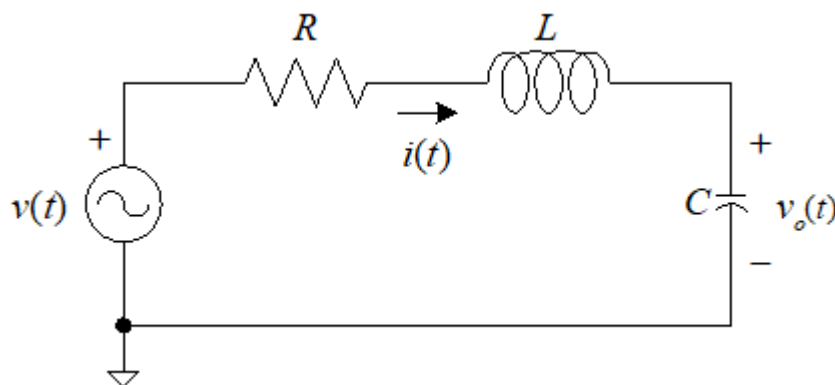 R L
+ i(t) +
v(t) C v_o(t)
−